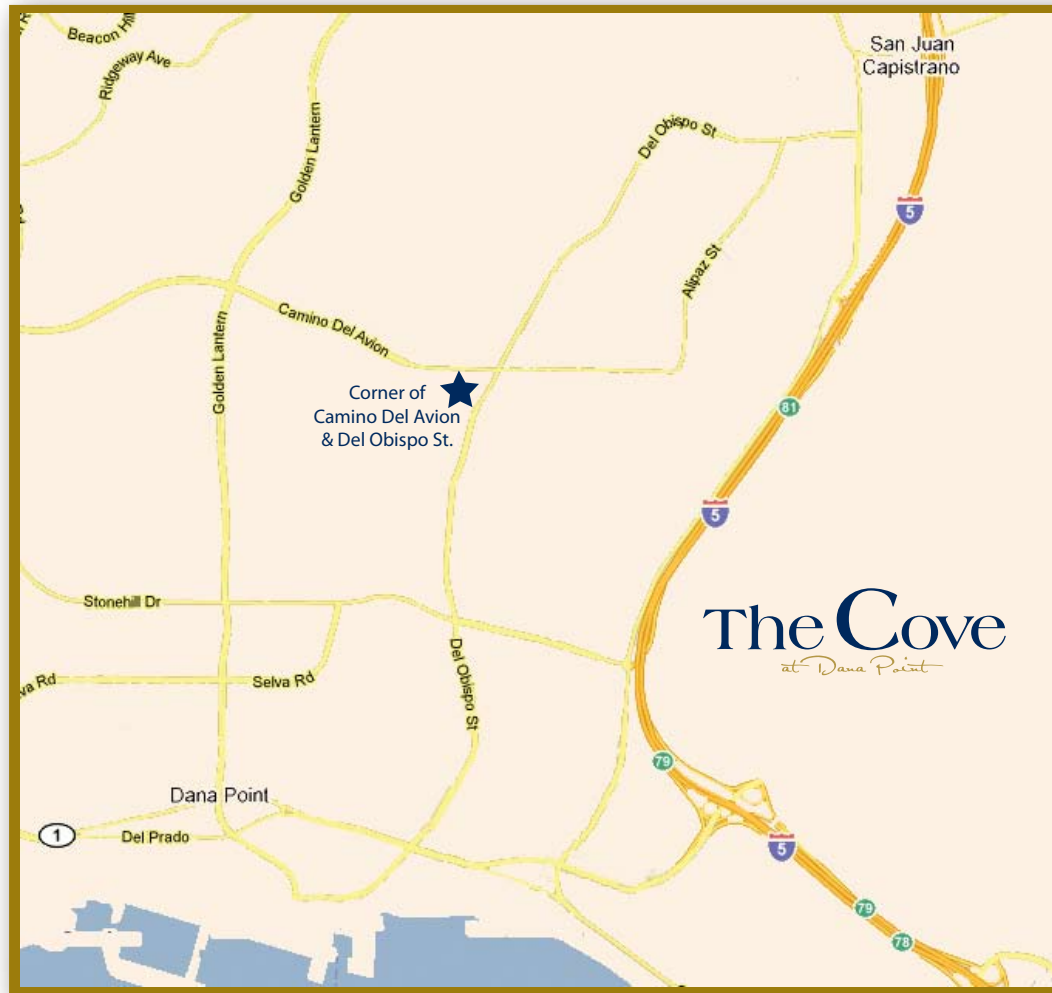 Beacon Hill
Ridgeway Ave
San Juan
Capistrano
Golden Lantern
Del Obispo St
5
Alipaz St
Camino Del Avion
Golden Lantern
Corner of
Camino Del Avion
& Del Obispo St.
81
5
Stonehill Dr
The Cove
at Dana Point
Del Obispo St
va Rd
Selva Rd
79
Dana Point
1
Del Prado
5
79
78